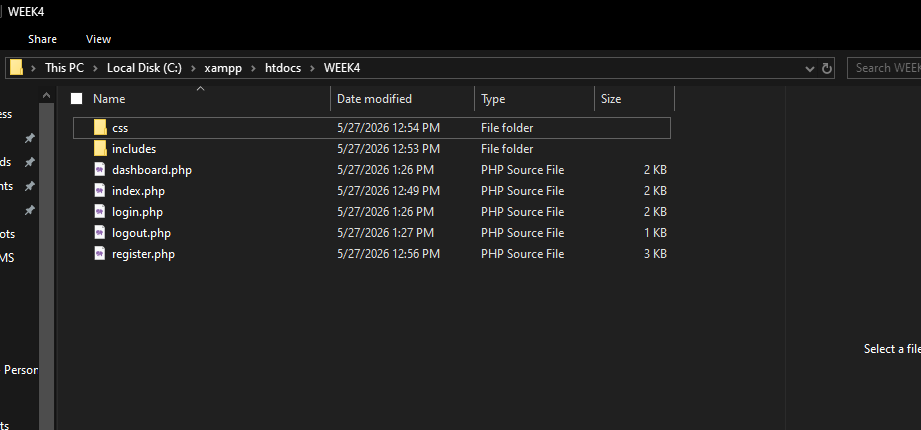 WEEK4
Share View
This PC Local Disk (C:) xampp htdocs WEEK4 Search WEEK
Name Date modified Type Size
css 5/27/2026 12:54 PM File folder
includes 5/27/2026 12:53 PM File folder
dashboard.php 5/27/2026 1:26 PM PHP Source File 2 KB
index.php 5/27/2026 12:49 PM PHP Source File 2 KB
login.php 5/27/2026 1:26 PM PHP Source File 2 KB
logout.php 5/27/2026 1:27 PM PHP Source File 1 KB
register.php 5/27/2026 12:56 PM PHP Source File 3 KB
ess
ds
nts
ots
MS
Select a file
Person
ts